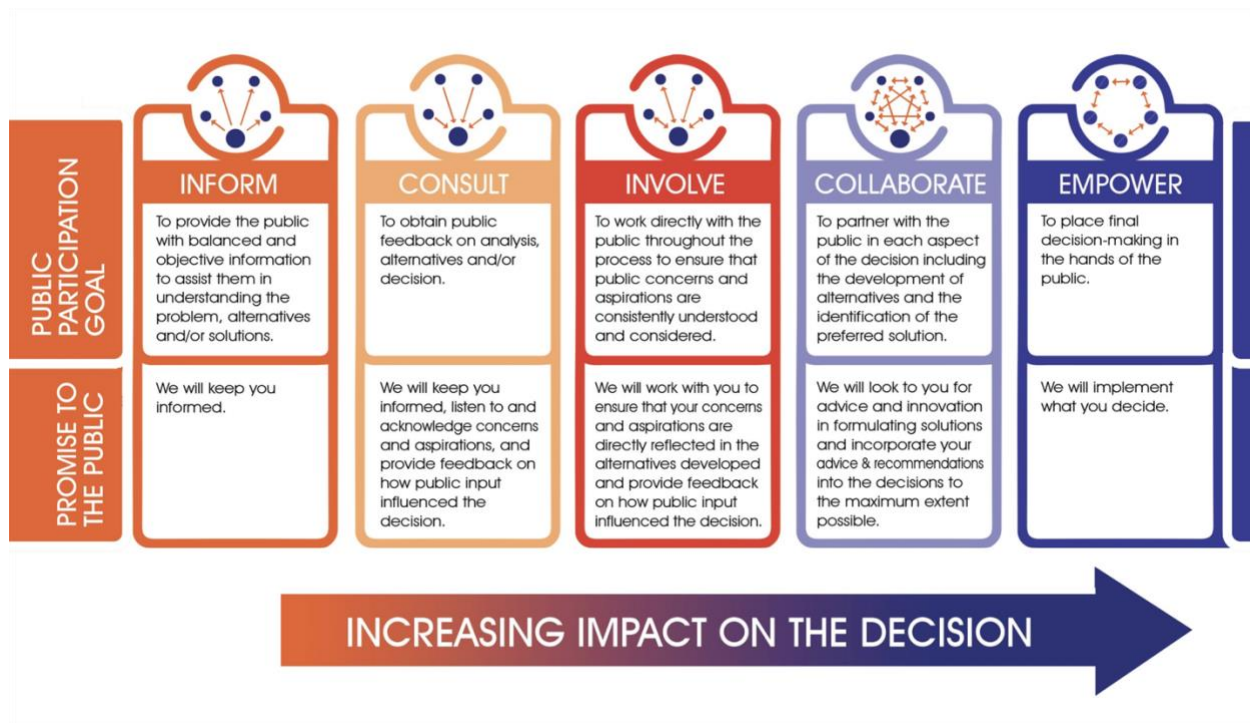 PUBLIC
PARTICIPATION
GOAL
INFORM
To provide the public
with balanced and
objective information
to assist them in
understanding the
problem, alternatives
and/or solutions.
CONSULT
To obtain public
feedback on analysis,
alternatives and/or
decision.
INVOLVE
To work directly with the
public throughout the
process to ensure that
public concerns and
aspirations are
consistently understood
and considered.
COLLABORATE
To partner with the
public in each aspect
of the decision including
the development of
alternatives and the
identification of the
preferred solution.
EMPOWER
To place final
decision-making in
the hands of the
public.
PROMISE TO
THE PUBLIC
We will keep you
informed.
We will keep you
informed, listen to and
acknowledge concerns
and aspirations, and
provide feedback on
how public input
influenced the
decision.
We will work with you to
ensure that your concerns
and aspirations are
directly reflected in the
alternatives developed
and provide feedback
on how public input
influenced the decision.
We will look to you for
advice and innovation
in formulating solutions
and incorporate your
advice & recommendations
into the decisions to
the maximum extent
possible.
We will implement
what you decide.
INCREASING IMPACT ON THE DECISION